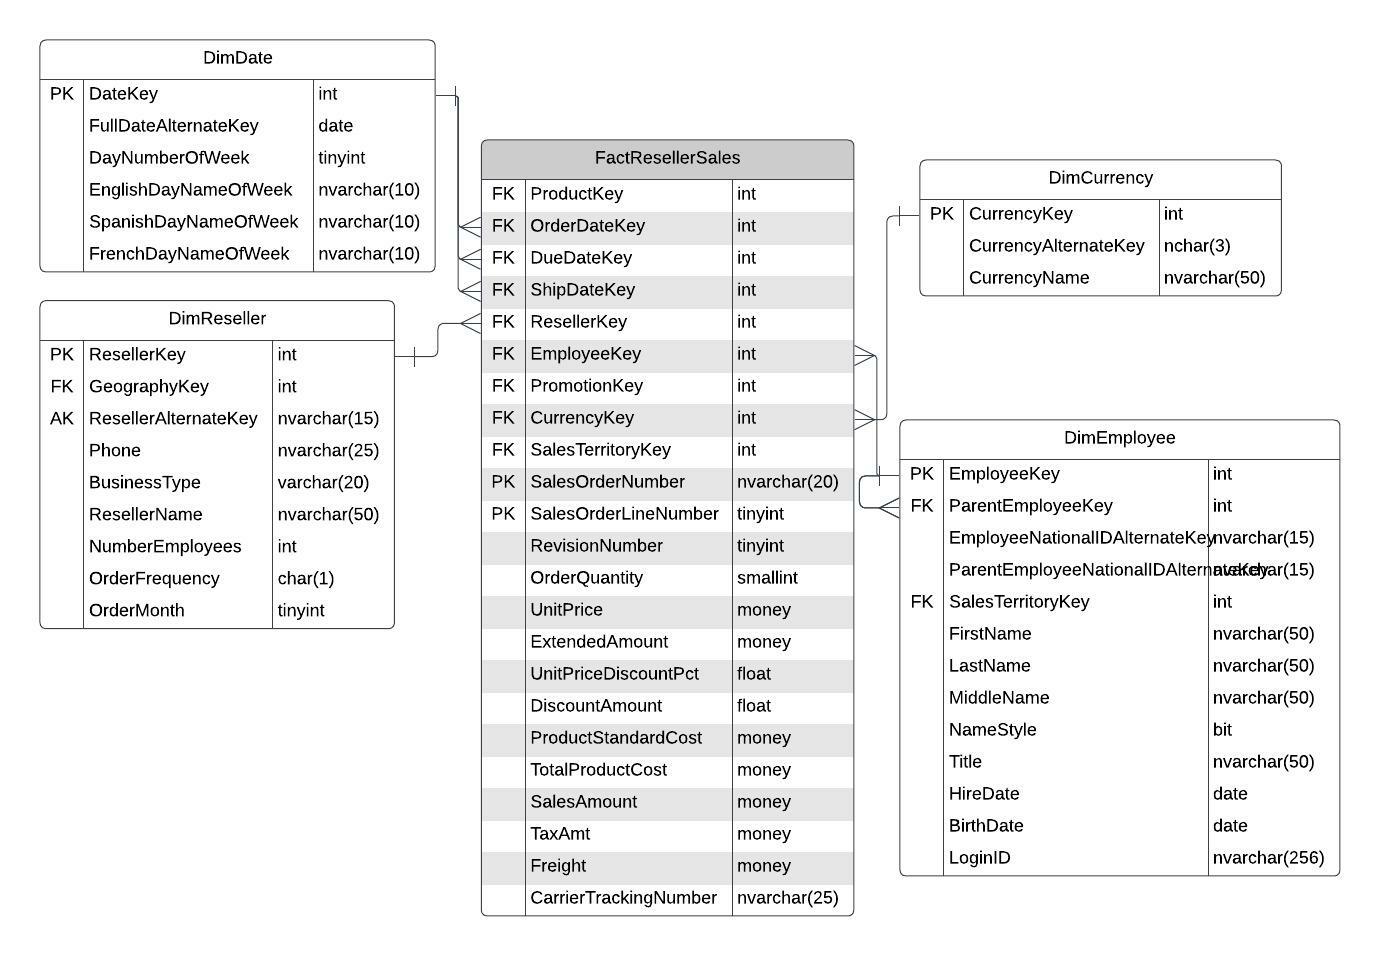 DimDate
PK DateKey int
FullDateAlternateKey date
DayNumberOfWeek tinyint
EnglishDayNameOfWeek nvarchar(10)
SpanishDayNameOfWeek nvarchar(10)
FrenchDayNameOfWeek nvarchar(10)
DimReseller
PK ResellerKey int
FK GeographyKey int
AK ResellerAlternateKey nvarchar(15)
Phone nvarchar(25)
BusinessType varchar(20)
ResellerName nvarchar(50)
NumberEmployees int
OrderFrequency char(1)
OrderMonth tinyint
FactResellerSales
FK ProductKey int
FK OrderDateKey int
FK DueDateKey int
FK ShipDateKey int
FK ResellerKey int
FK EmployeeKey int
FK PromotionKey int
FK CurrencyKey int
FK SalesTerritoryKey int
PK SalesOrderNumber nvarchar(20)
PK SalesOrderLineNumber tinyint
RevisionNumber tinyint
OrderQuantity smallint
UnitPrice money
ExtendedAmount money
UnitPriceDiscountPct float
DiscountAmount float
ProductStandardCost money
TotalProductCost money
SalesAmount money
TaxAmt money
Freight money
CarrierTrackingNumber nvarchar(25)
DimCurrency
PK CurrencyKey int
CurrencyAlternateKey nchar(3)
CurrencyName nvarchar(50)
DimEmployee
PK EmployeeKey int
FK ParentEmployeeKey int
EmployeeNationalIDAlternateKey nvarchar(15)
ParentEmployeeNationalIDAlternateKey nvarchar(15)
FK SalesTerritoryKey int
FirstName nvarchar(50)
LastName nvarchar(50)
MiddleName nvarchar(50)
NameStyle bit
Title nvarchar(50)
HireDate date
BirthDate date
LoginID nvarchar(256)